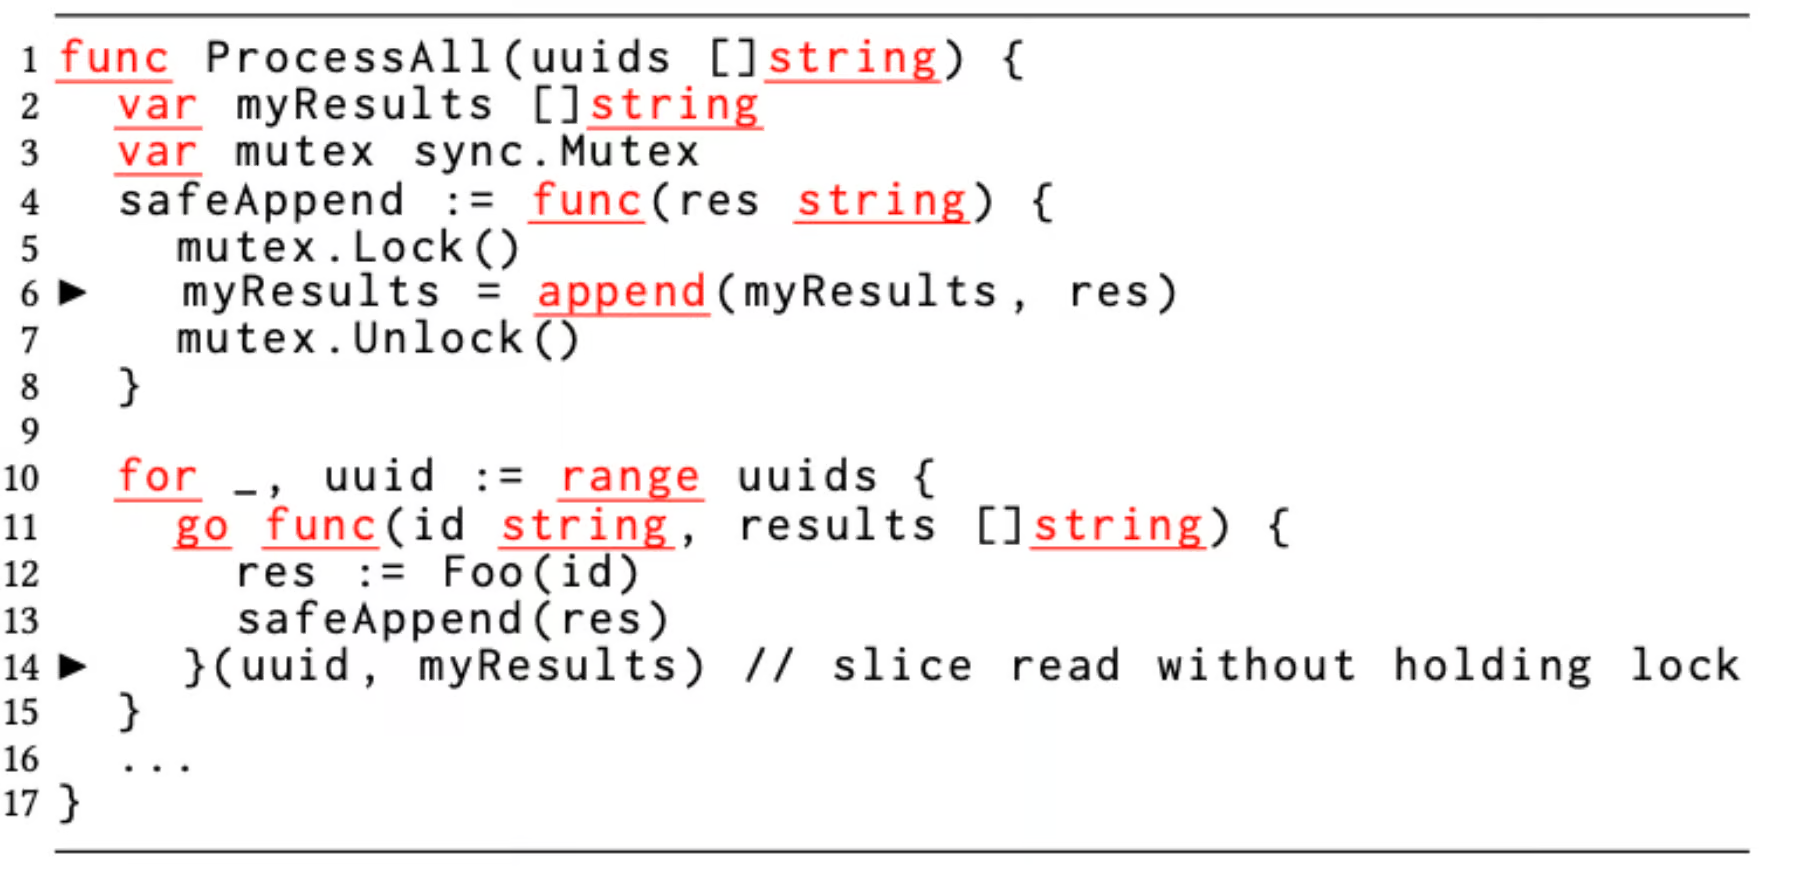 1 func ProcessAll(uuids []string) {
2   var myResults []string
3   var mutex sync.Mutex
4   safeAppend := func(res string) {
5     mutex.Lock()
6 ►   myResults = append(myResults, res)
7     mutex.Unlock()
8   }
9
10   for _, uuid := range uuids {
11     go func(id string, results []string) {
12       res := Foo(id)
13       safeAppend(res)
14 ►   }(uuid, myResults) // slice read without holding lock
15   }
16   ...
17 }